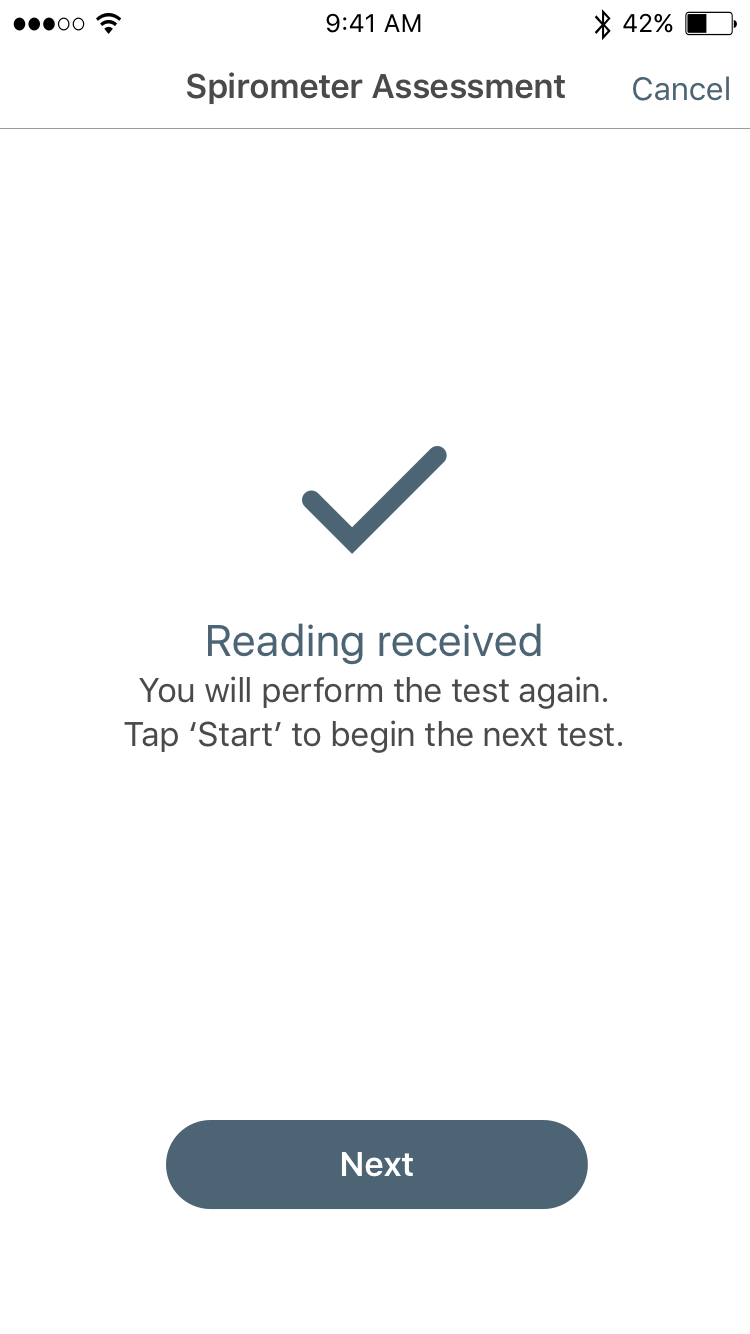 9:41 AM
42%
Spirometer Assessment
Cancel
Reading received
You will perform the test again.
Tap ‘Start’ to begin the next test.
Next